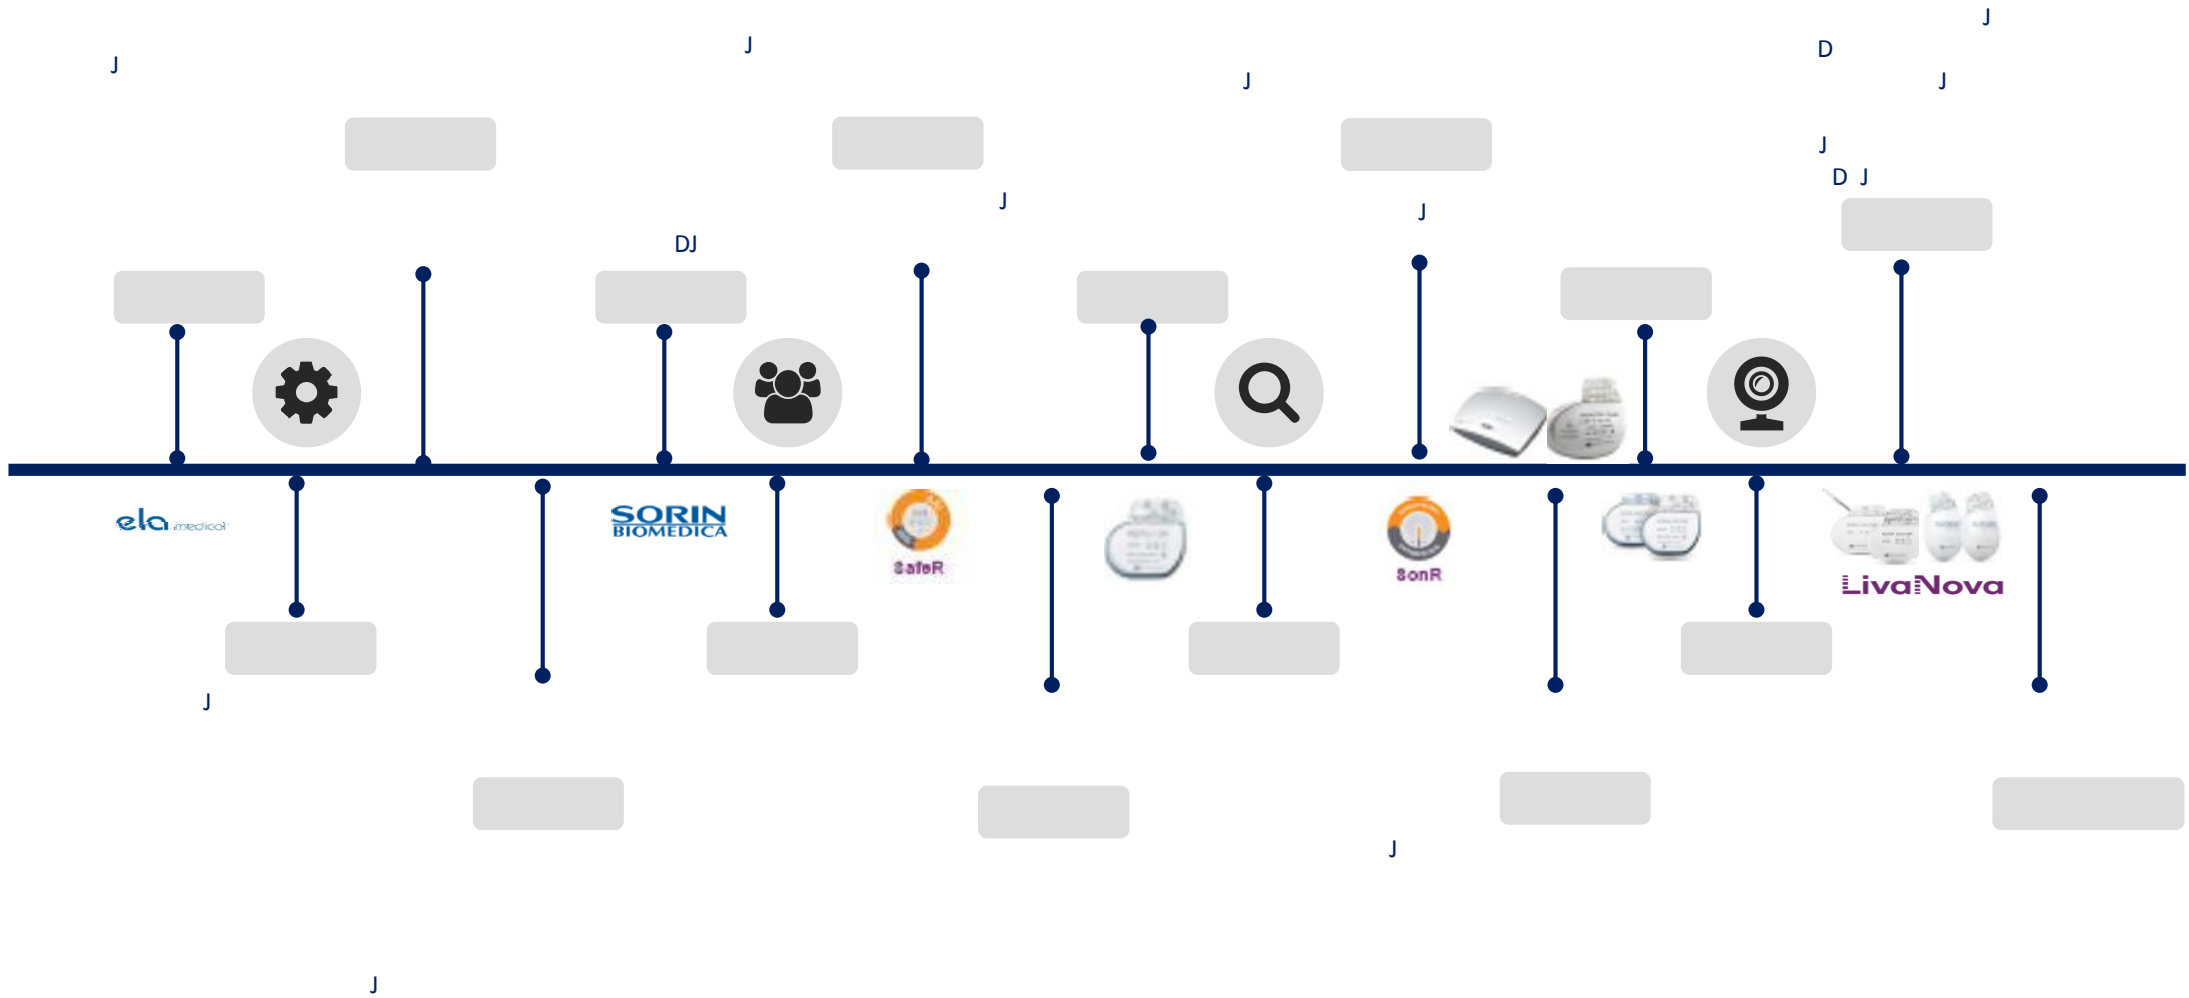 J
J
D
J
J
J
J
D J
J
J
DJ
ela medical
SORIN
BIOMEDICA
SafeR
SonR
LivaNova
J
J
J